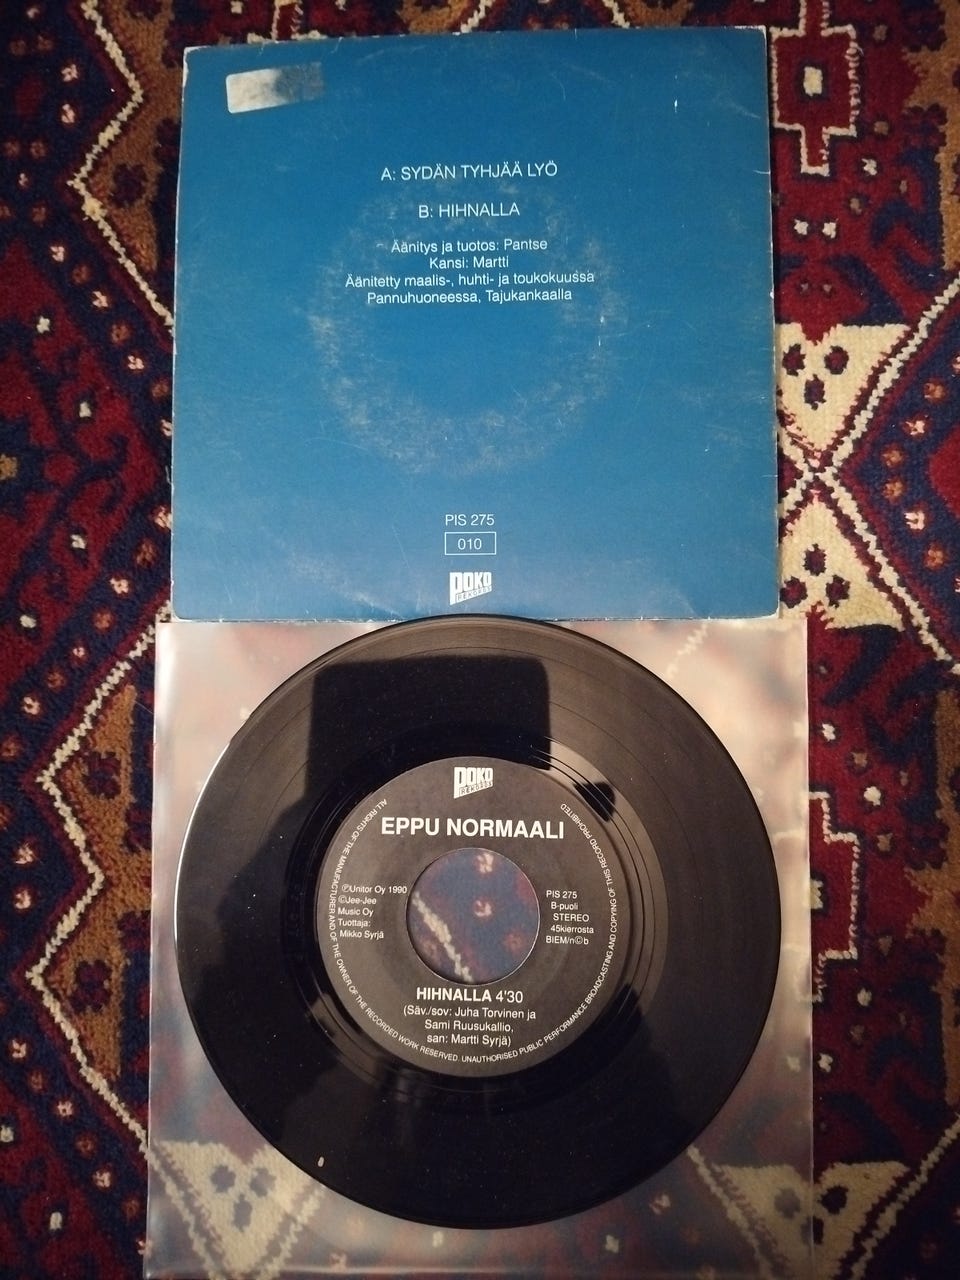 A: SYDÄN TYHJÄÄ LYÖ
B: HIHNALLA
Äänitys ja tuotos: Pantse
Kansi: Martti
Äänitetty maalis-, huhti- ja toukokuussa
Pannuhuoneessa, Tajukankaalla
PIS 275
010
POKO
REKORDS
POKO
REKORDS
EPPU NORMAALI
ⓅUnitor Oy 1990
©Jee-Jee
Music Oy
Tuottaja:
Mikko Syrjä
PIS 275
B-puoli
STEREO
45kierrosta
BIEM/n©b
HIHNALLA 4'30
(Säv./sov: Juha Torvinen ja
Sami Ruusukallio,
san: Martti Syrjä)
ALL RIGHTS OF THE MANUFACTURER AND OF THE OWNER OF THE RECORDED WORK RESERVED. UNAUTHORISED PUBLIC PERFORMANCE BROADCASTING AND COPYING OF THIS RECORD PROHIBITED